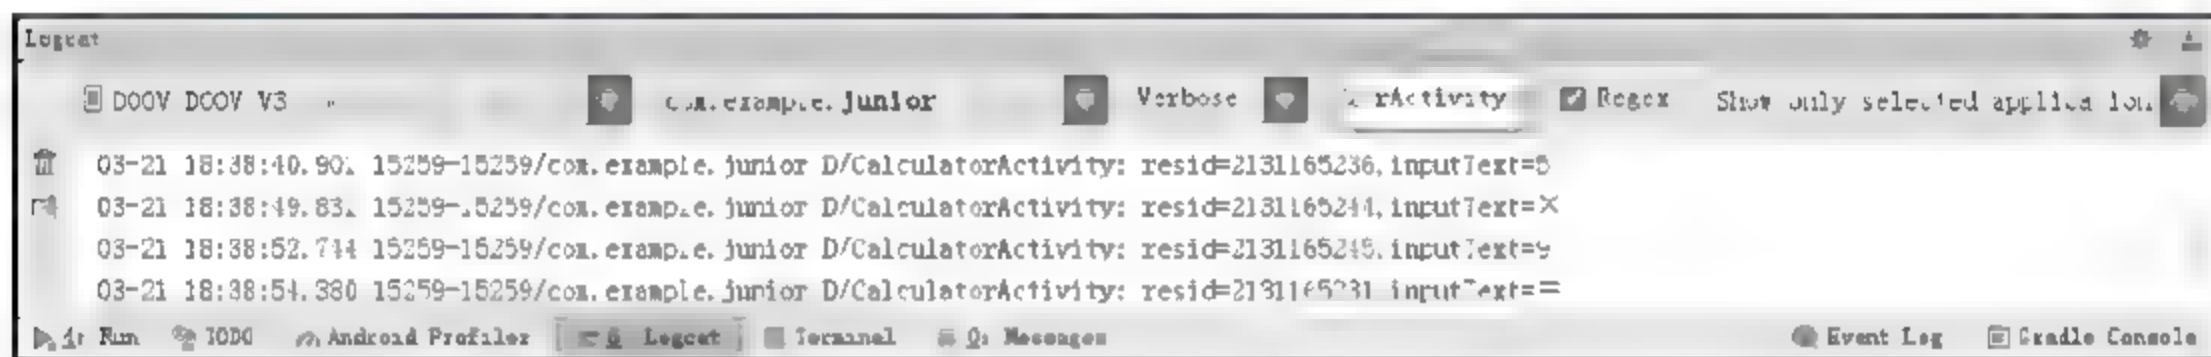 Logcat
DOOV DOOV V3 com.example.junior Verbose rActivity Regex Show only selected
03-21 18:38:40.90 15259-15259/com.example.junior D/CalculatorActivity: resid=2131165236,inputText=5
03-21 18:38:49.83 15259-15259/com.example.junior D/CalculatorActivity: resid=2131165244,inputText=×
03-21 18:38:52.744 15259-15259/com.example.junior D/CalculatorActivity: resid=2131165245,inputText=9
03-21 18:38:54.380 15259-15259/com.example.junior D/CalculatorActivity: resid=2131165231,inputText==
Run TODO Android Profiler 6: Logcat Terminal 0: Messages Event Log Gradle Console